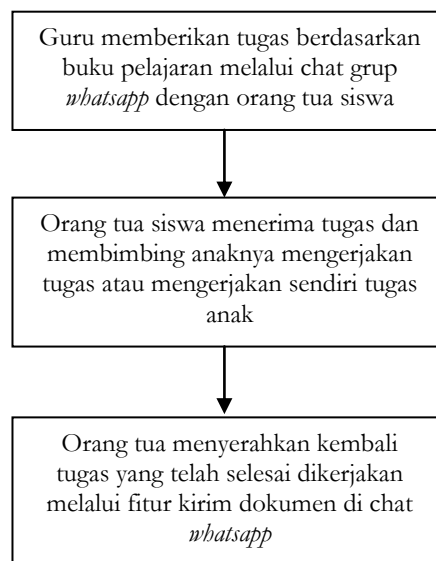 Guru memberikan tugas berdasarkan
buku pelajaran melalui chat grup
whatsapp dengan orang tua siswa
Orang tua siswa menerima tugas dan
membimbing anaknya mengerjakan
tugas atau mengerjakan sendiri tugas
anak
Orang tua menyerahkan kembali
tugas yang telah selesai dikerjakan
melalui fitur kirim dokumen di chat
whatsapp